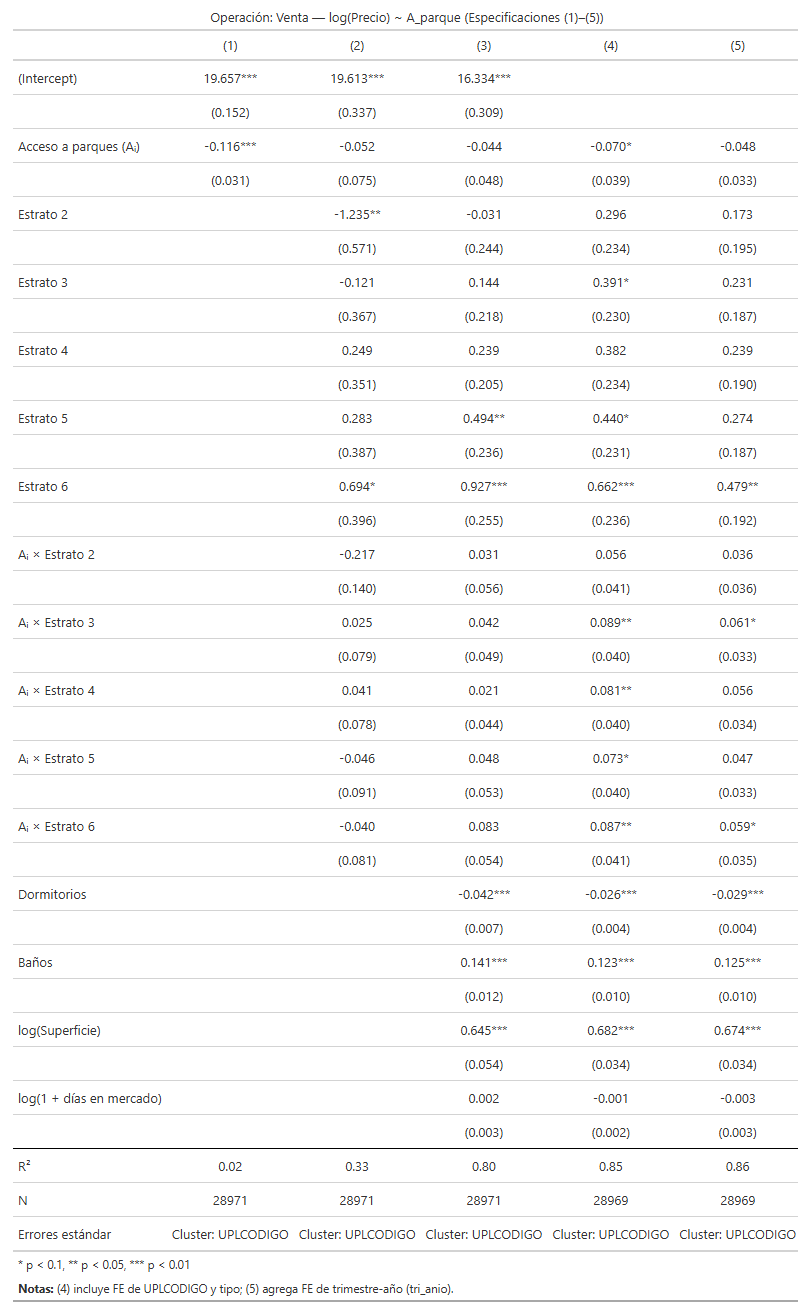 Operación: Venta — log(Precio) ~ A_parque (Especificaciones (1)–(5))
(1) (2) (3) (4) (5)
(Intercept) 19.657*** 19.613*** 16.334***
(0.152) (0.337) (0.309)
Acceso a parques (Aᵢ) -0.116*** -0.052 -0.044 -0.070* -0.048
(0.031) (0.075) (0.048) (0.039) (0.033)
Estrato 2 -1.235** -0.031 0.296 0.173
(0.571) (0.244) (0.234) (0.195)
Estrato 3 -0.121 0.144 0.391* 0.231
(0.367) (0.218) (0.230) (0.187)
Estrato 4 0.249 0.239 0.382 0.239
(0.351) (0.205) (0.234) (0.190)
Estrato 5 0.283 0.494** 0.440* 0.274
(0.387) (0.236) (0.231) (0.187)
Estrato 6 0.694* 0.927*** 0.662*** 0.479**
(0.396) (0.255) (0.236) (0.192)
Aᵢ × Estrato 2 -0.217 0.031 0.056 0.036
(0.140) (0.056) (0.041) (0.036)
Aᵢ × Estrato 3 0.025 0.042 0.089** 0.061*
(0.079) (0.049) (0.040) (0.033)
Aᵢ × Estrato 4 0.041 0.021 0.081** 0.056
(0.078) (0.044) (0.040) (0.034)
Aᵢ × Estrato 5 -0.046 0.048 0.073* 0.047
(0.091) (0.053) (0.040) (0.033)
Aᵢ × Estrato 6 -0.040 0.083 0.087** 0.059*
(0.081) (0.054) (0.041) (0.035)
Dormitorios -0.042*** -0.026*** -0.029***
(0.007) (0.004) (0.004)
Baños 0.141*** 0.123*** 0.125***
(0.012) (0.010) (0.010)
log(Superficie) 0.645*** 0.682*** 0.674***
(0.054) (0.034) (0.034)
log(1 + días en mercado) 0.002 -0.001 -0.003
(0.003) (0.002) (0.003)
R² 0.02 0.33 0.80 0.85 0.86
N 28971 28971 28971 28969 28969
Errores estándar Cluster: UPLCODIGO Cluster: UPLCODIGO Cluster: UPLCODIGO Cluster: UPLCODIGO Cluster: UPLCODIGO
* p < 0.1, ** p < 0.05, *** p < 0.01
Notas: (4) incluye FE de UPLCODIGO y tipo; (5) agrega FE de trimestre-año (tri_anio).